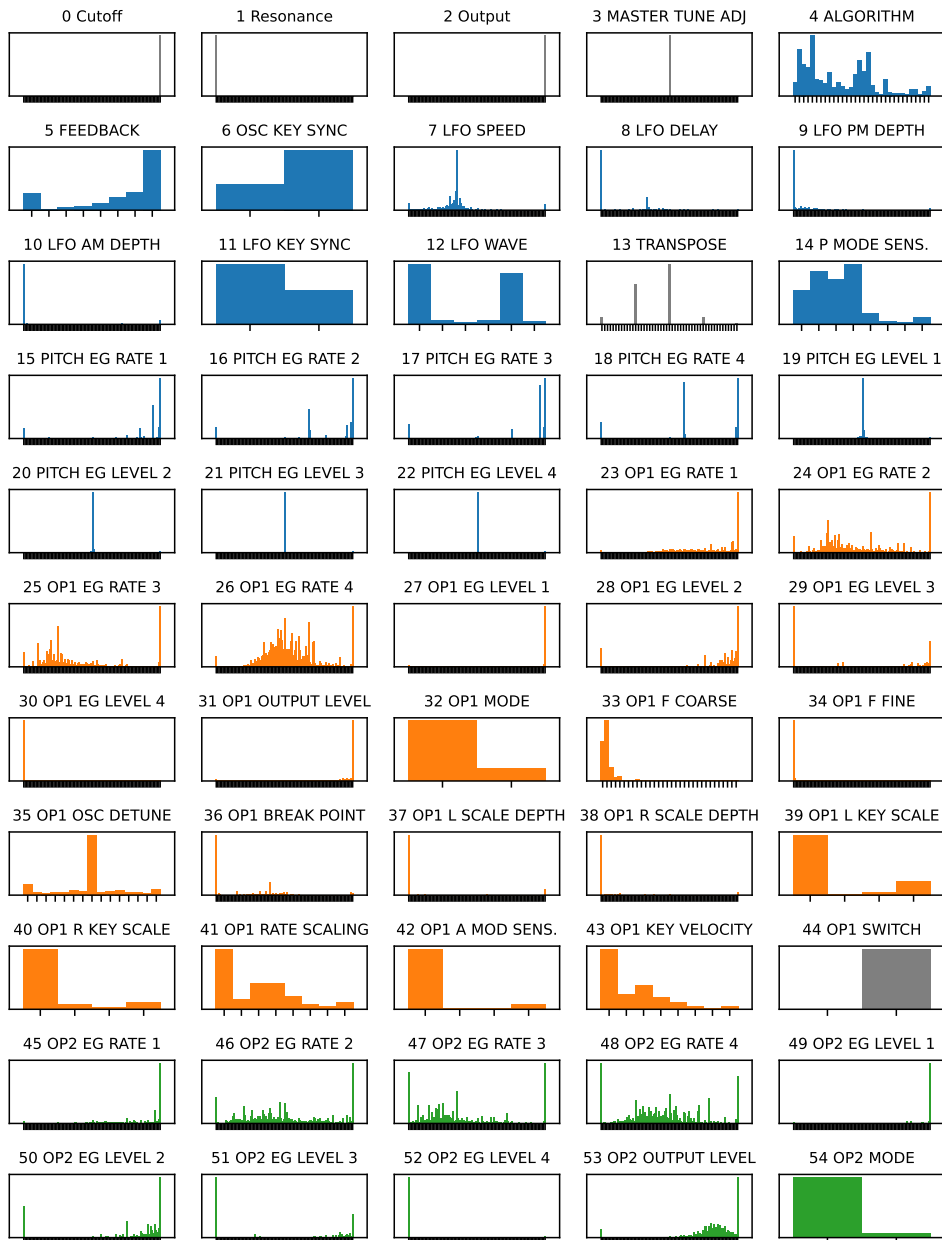 0 Cutoff
1 Resonance
2 Output
3 MASTER TUNE ADJ
4 ALGORITHM
5 FEEDBACK
6 OSC KEY SYNC
7 LFO SPEED
8 LFO DELAY
9 LFO PM DEPTH
10 LFO AM DEPTH
11 LFO KEY SYNC
12 LFO WAVE
13 TRANSPOSE
14 P MODE SENS.
15 PITCH EG RATE 1
16 PITCH EG RATE 2
17 PITCH EG RATE 3
18 PITCH EG RATE 4
19 PITCH EG LEVEL 1
20 PITCH EG LEVEL 2
21 PITCH EG LEVEL 3
22 PITCH EG LEVEL 4
23 OP1 EG RATE 1
24 OP1 EG RATE 2
25 OP1 EG RATE 3
26 OP1 EG RATE 4
27 OP1 EG LEVEL 1
28 OP1 EG LEVEL 2
29 OP1 EG LEVEL 3
30 OP1 EG LEVEL 4
31 OP1 OUTPUT LEVEL
32 OP1 MODE
33 OP1 F COARSE
34 OP1 F FINE
35 OP1 OSC DETUNE
36 OP1 BREAK POINT
37 OP1 L SCALE DEPTH
38 OP1 R SCALE DEPTH
39 OP1 L KEY SCALE
40 OP1 R KEY SCALE
41 OP1 RATE SCALING
42 OP1 A MOD SENS.
43 OP1 KEY VELOCITY
44 OP1 SWITCH
45 OP2 EG RATE 1
46 OP2 EG RATE 2
47 OP2 EG RATE 3
48 OP2 EG RATE 4
49 OP2 EG LEVEL 1
50 OP2 EG LEVEL 2
51 OP2 EG LEVEL 3
52 OP2 EG LEVEL 4
53 OP2 OUTPUT LEVEL
54 OP2 MODE